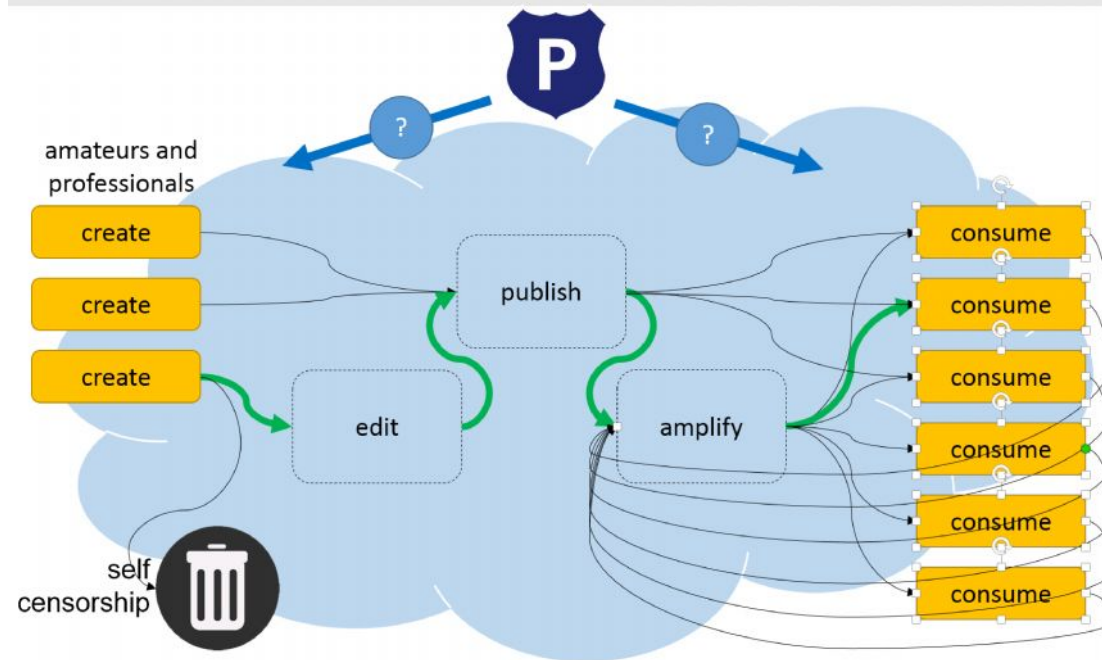 P
?
?
amateurs and
professionals
create
create
create
publish
edit
amplify
consume
consume
consume
consume
consume
consume
self
censorship